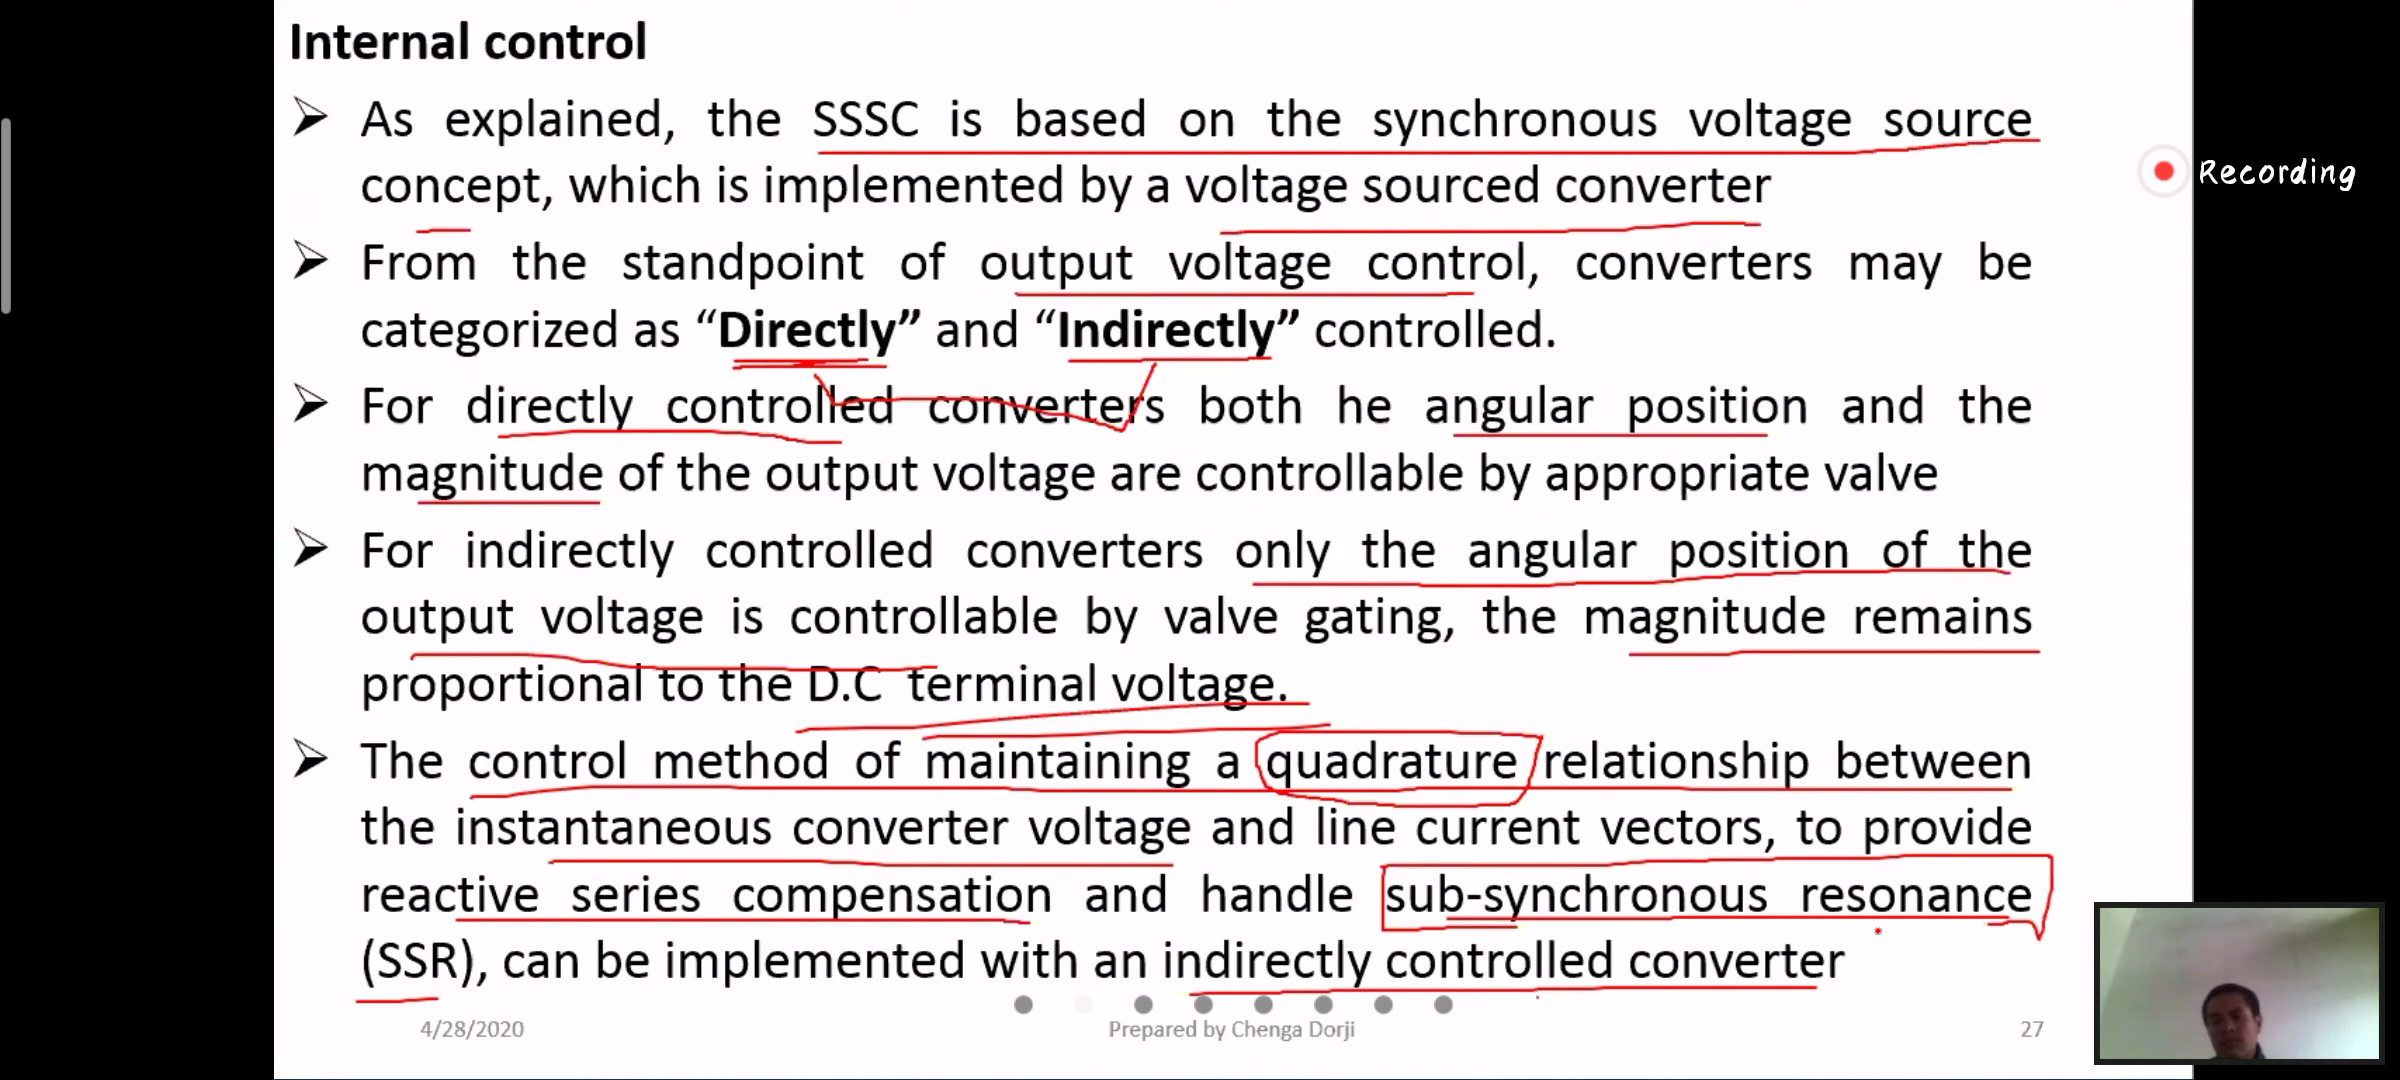 Internal control
➢ As explained, the SSSC is based on the synchronous voltage source
concept, which is implemented by a voltage sourced converter
➢ From the standpoint of output voltage control, converters may be
categorized as “Directly” and “Indirectly” controlled.
➢ For directly controlled converters both he angular position and the
magnitude of the output voltage are controllable by appropriate valve
➢ For indirectly controlled converters only the angular position of the
output voltage is controllable by valve gating, the magnitude remains
proportional to the D.C terminal voltage.
➢ The control method of maintaining a quadrature relationship between
the instantaneous converter voltage and line current vectors, to provide
reactive series compensation and handle sub-synchronous resonance
(SSR), can be implemented with an indirectly controlled converter
4/28/2020
Prepared by Chenga Dorji
27
Recording